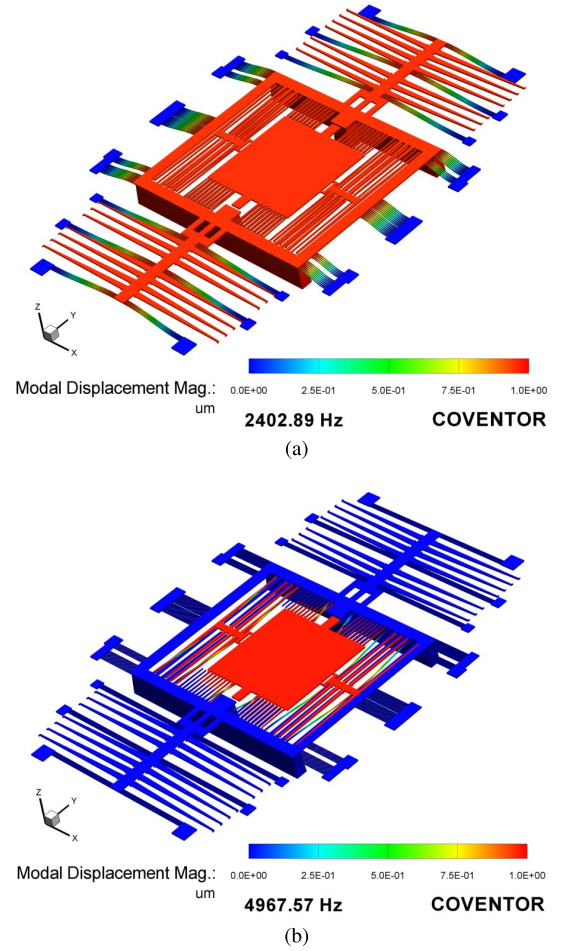 Z
Y
X
Modal Displacement Mag.: 0.0E+00 2.5E-01 5.0E-01 7.5E-01 1.0E+00
um
2402.89 Hz COVENTOR
(a)
Z
Y
X
Modal Displacement Mag.: 0.0E+00 2.5E-01 5.0E-01 7.5E-01 1.0E+00
um
4967.57 Hz COVENTOR
(b)